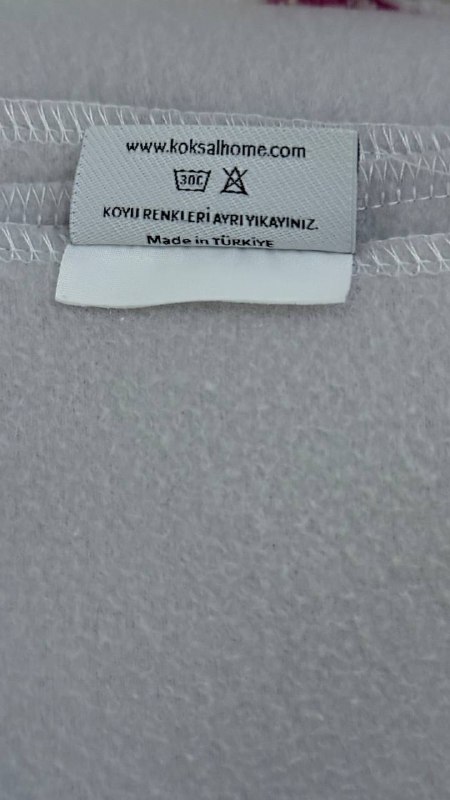 www.koksalhome.com
30C
KOYU RENKLERİ AYRI YIKAYINIZ.
Made in TÜRKİYE